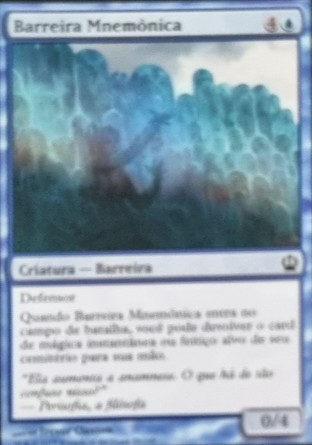 Barreira Mnemônica 4
Criatura — Barreira
Defensor
Quando Barreira Mnemônica entra no
campo de batalha, você pode devolver o card
de mágica instantânea ou feitiço alvo de seu
cemitério para sua mão.
"Ela aumenta a anamnese. O que há de tão
confuso nisso?"
— Perisofia, a filósofa
0/4